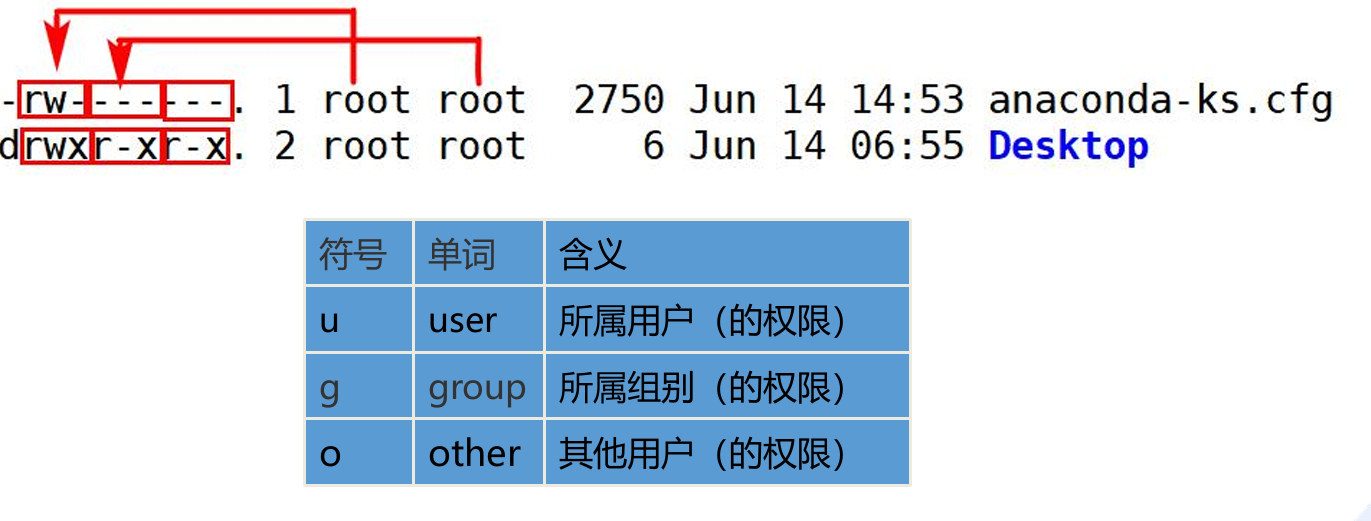 -rw-------. 1 root root 2750 Jun 14 14:53 anaconda-ks.cfg
drwxr-xr-x. 2 root root 6 Jun 14 06:55 Desktop
符号 单词 含义
u user 所属用户（的权限）
g group 所属组别（的权限）
o other 其他用户（的权限）